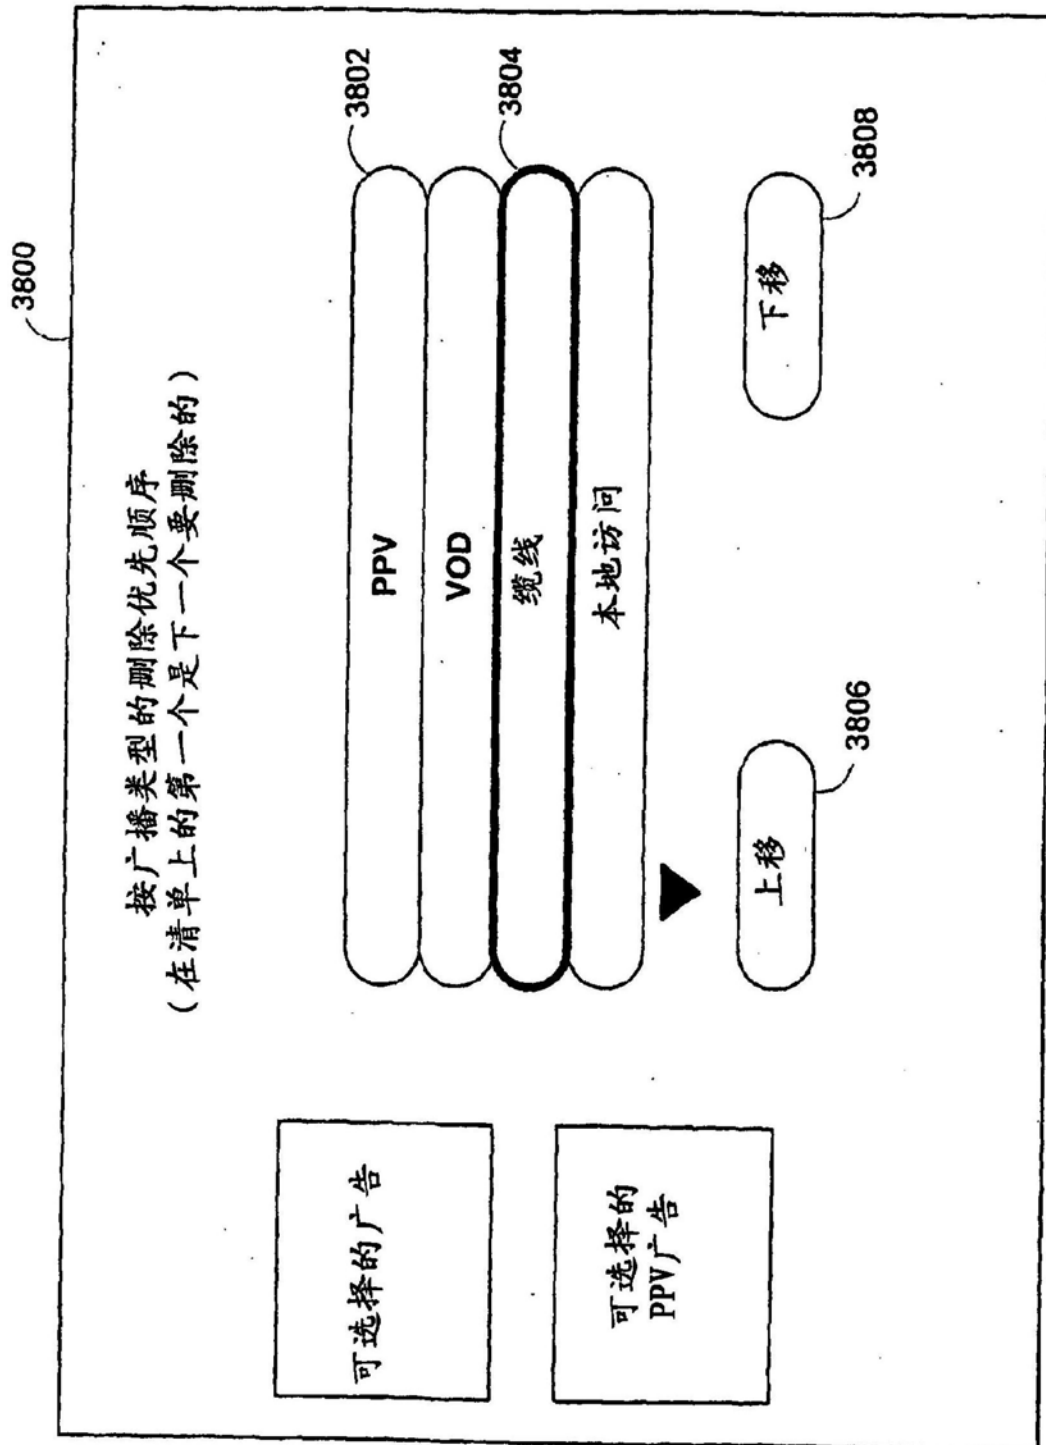 3800
按广播类型的删除优先顺序
(在清单上的第一个是下一个要删除的)
可选择的广告
可选择的
PPV广告
3802
PPV
VOD
3804
缆线
本地访问
上移
3806
下移
3808